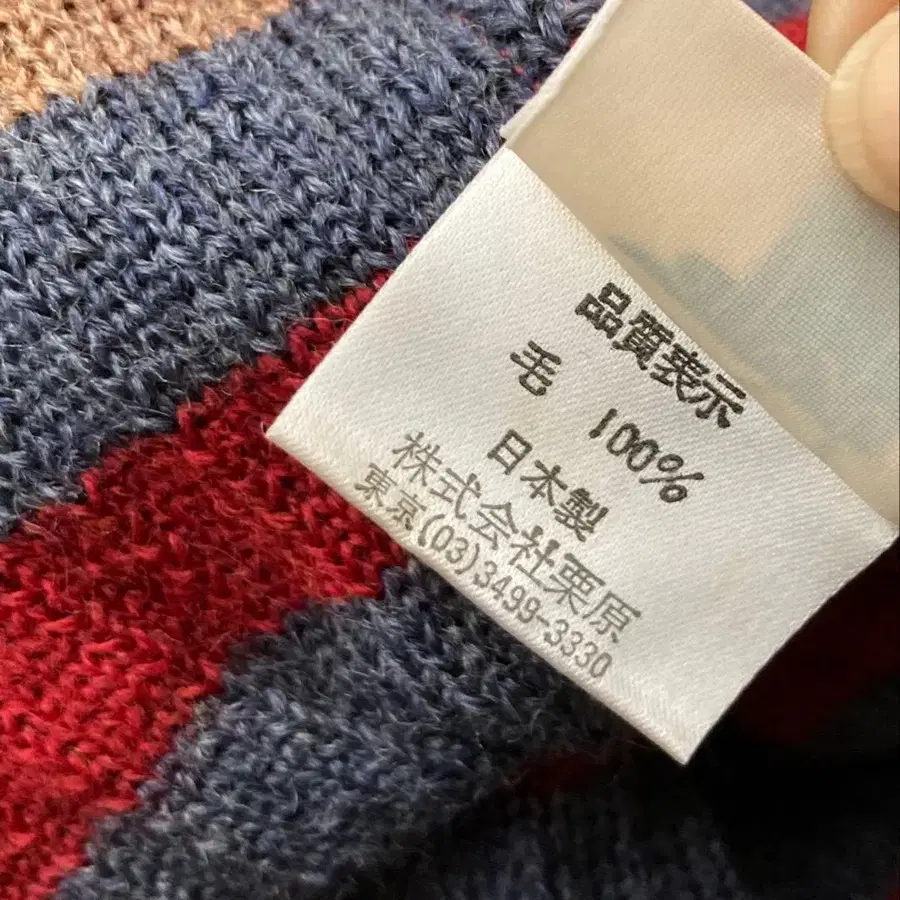 品質表示
毛 100%
日本製
株式会社栗原
東京(03)3499-3330